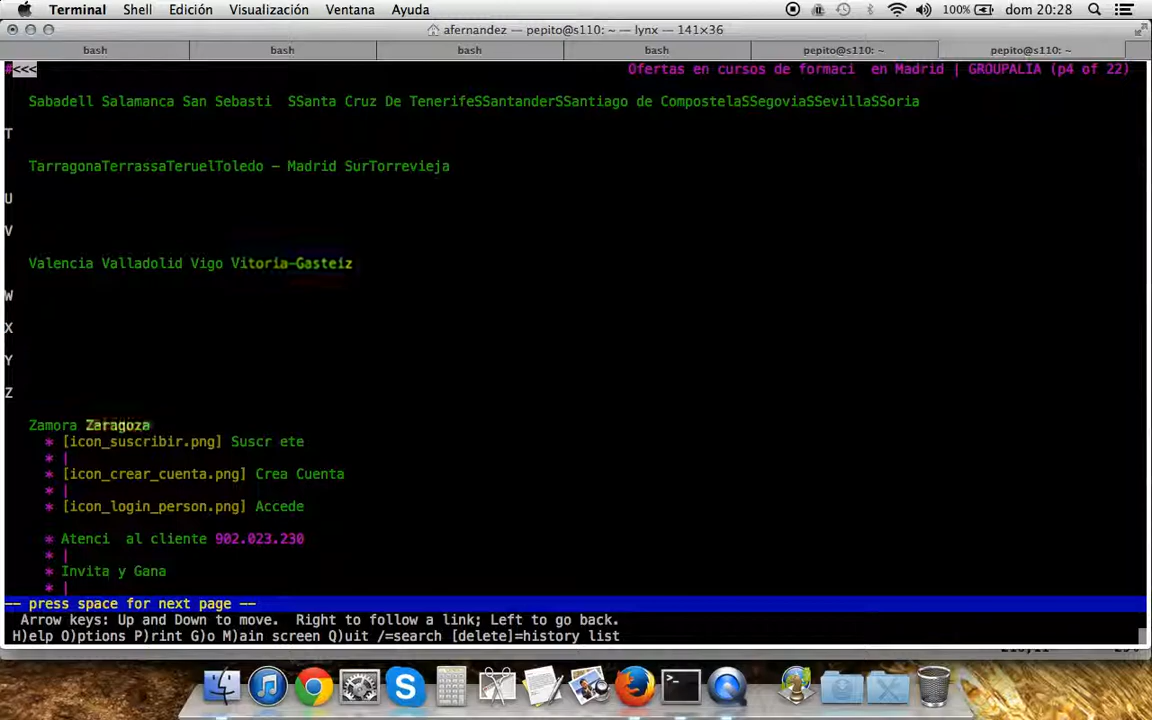 Terminal Shell Edición Visualización Ventana Ayuda 100% dom 20:28
afernandez — pepito@s110: ~ — lynx — 141×36
bash bash bash bash pepito@s110: ~ pepito@s110: ~
#<<< Ofertas en cursos de formaci en Madrid | GROUPALIA (p4 of 22)
Sabadell Salamanca San Sebasti SSanta Cruz De TenerifeSSantanderSSantiago de CompostelaSSegoviaSSevillaSSoria
T
TarragonaTerrassaTeruelToledo - Madrid SurTorrevieja
U
V
Valencia Valladolid Vigo Vitoria-Gasteiz
W
X
Y
Z
Zamora Zaragoza
* [icon_suscribir.png] Suscr ete
* |
* [icon_crear_cuenta.png] Crea Cuenta
* |
* [icon_login_person.png] Accede
* Atenci al cliente 902.023.230
* |
* Invita y Gana
* |
-- press space for next page --
Arrow keys: Up and Down to move. Right to follow a link; Left to go back.
H)elp O)ptions P)rint G)o M)ain screen Q)uit /=search [delete]=history list